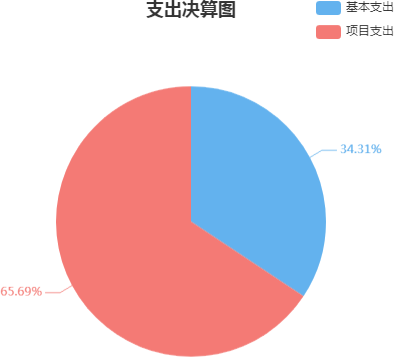 支出决算图
基本支出
项目支出
34.31%
65.69%